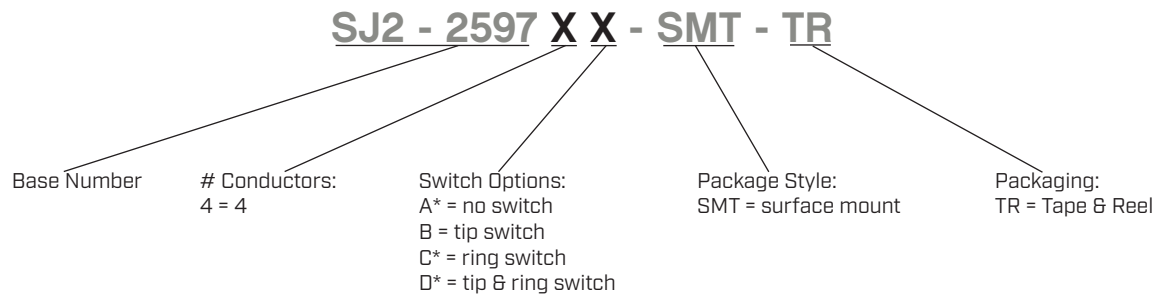 SJ2 - 2597 X X - SMT - TR
Base Number
# Conductors:
4 = 4
Switch Options:
A* = no switch
B = tip switch
C* = ring switch
D* = tip & ring switch
Package Style:
SMT = surface mount
Packaging:
TR = Tape & Reel